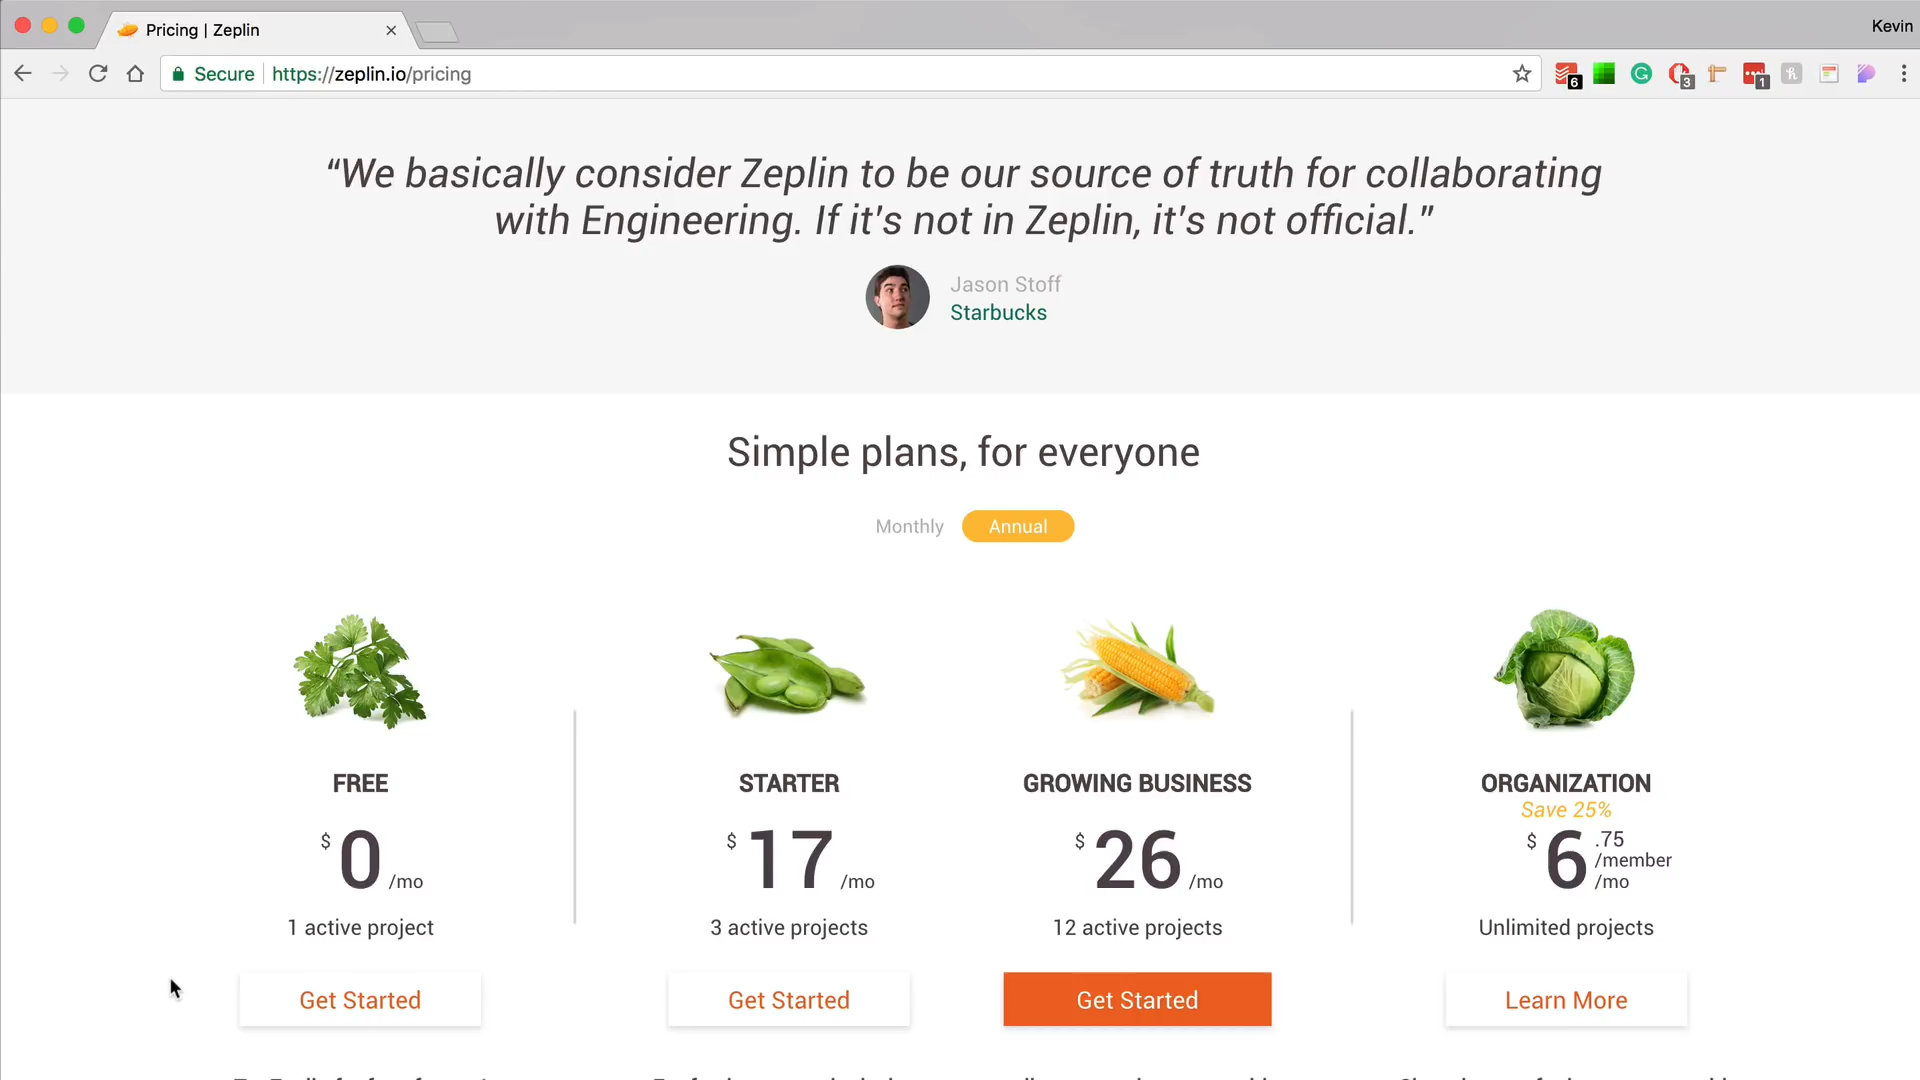 Pricing | Zeplin
Kevin
Secure
https://zeplin.io/pricing
6
3
1
“We basically consider Zeplin to be our source of truth for collaborating
with Engineering. If it's not in Zeplin, it's not official.”
Jason Stoff
Starbucks
Simple plans, for everyone
Monthly
Annual
FREE
$0/mo
1 active project
Get Started
STARTER
$17/mo
3 active projects
Get Started
GROWING BUSINESS
$26/mo
12 active projects
Get Started
ORGANIZATION
Save 25%
$6.75
/member
/mo
Unlimited projects
Learn More